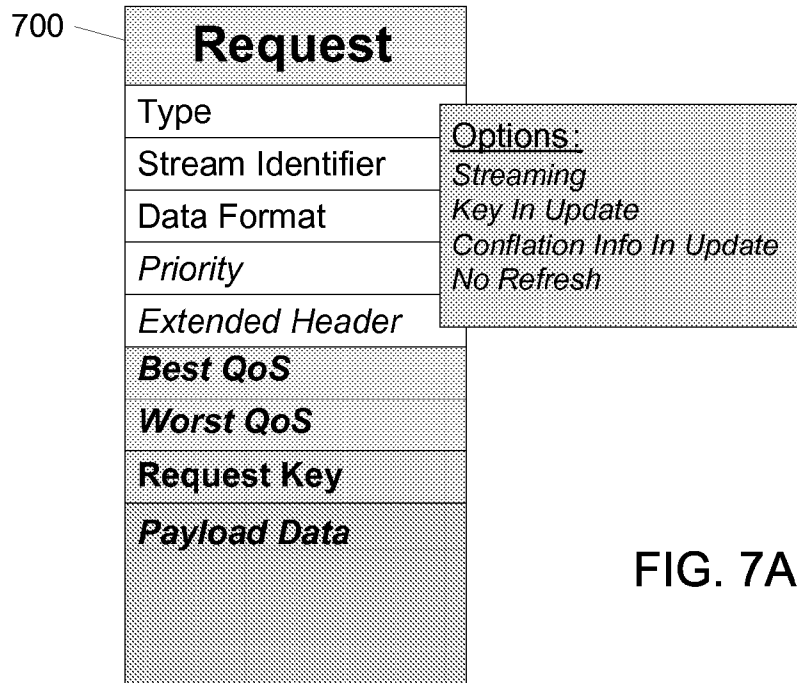 700
Request
Type
Stream Identifier
Data Format
Priority
Extended Header
Best QoS
Worst QoS
Request Key
Payload Data
Options:
Streaming
Key In Update
Conflation Info In Update
No Refresh
FIG. 7A